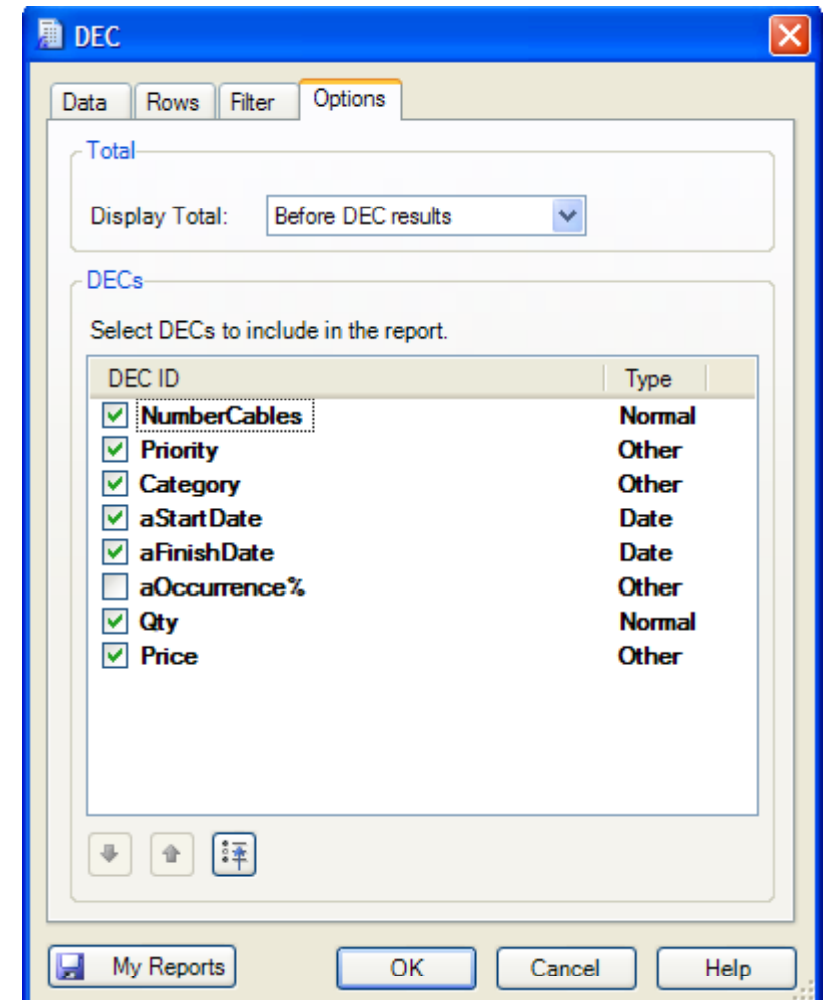 DEC
Data Rows Filter Options
Total
Display Total: Before DEC results
DECs
Select DECs to include in the report.
DEC ID Type
NumberCables Normal
Priority Other
Category Other
aStartDate Date
aFinishDate Date
aOccurrence% Other
Qty Normal
Price Other
My Reports OK Cancel Help